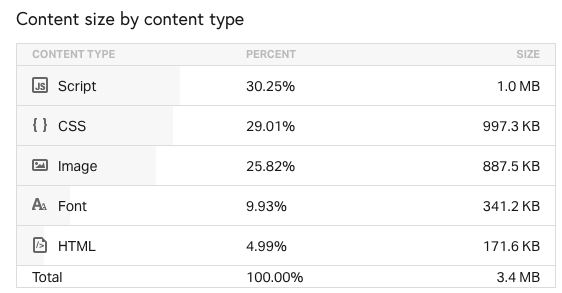 Content size by content type
CONTENT TYPE PERCENT SIZE
JS Script 30.25% 1.0 MB
{ } CSS 29.01% 997.3 KB
Image 25.82% 887.5 KB
AA Font 9.93% 341.2 KB
</> HTML 4.99% 171.6 KB
Total 100.00% 3.4 MB